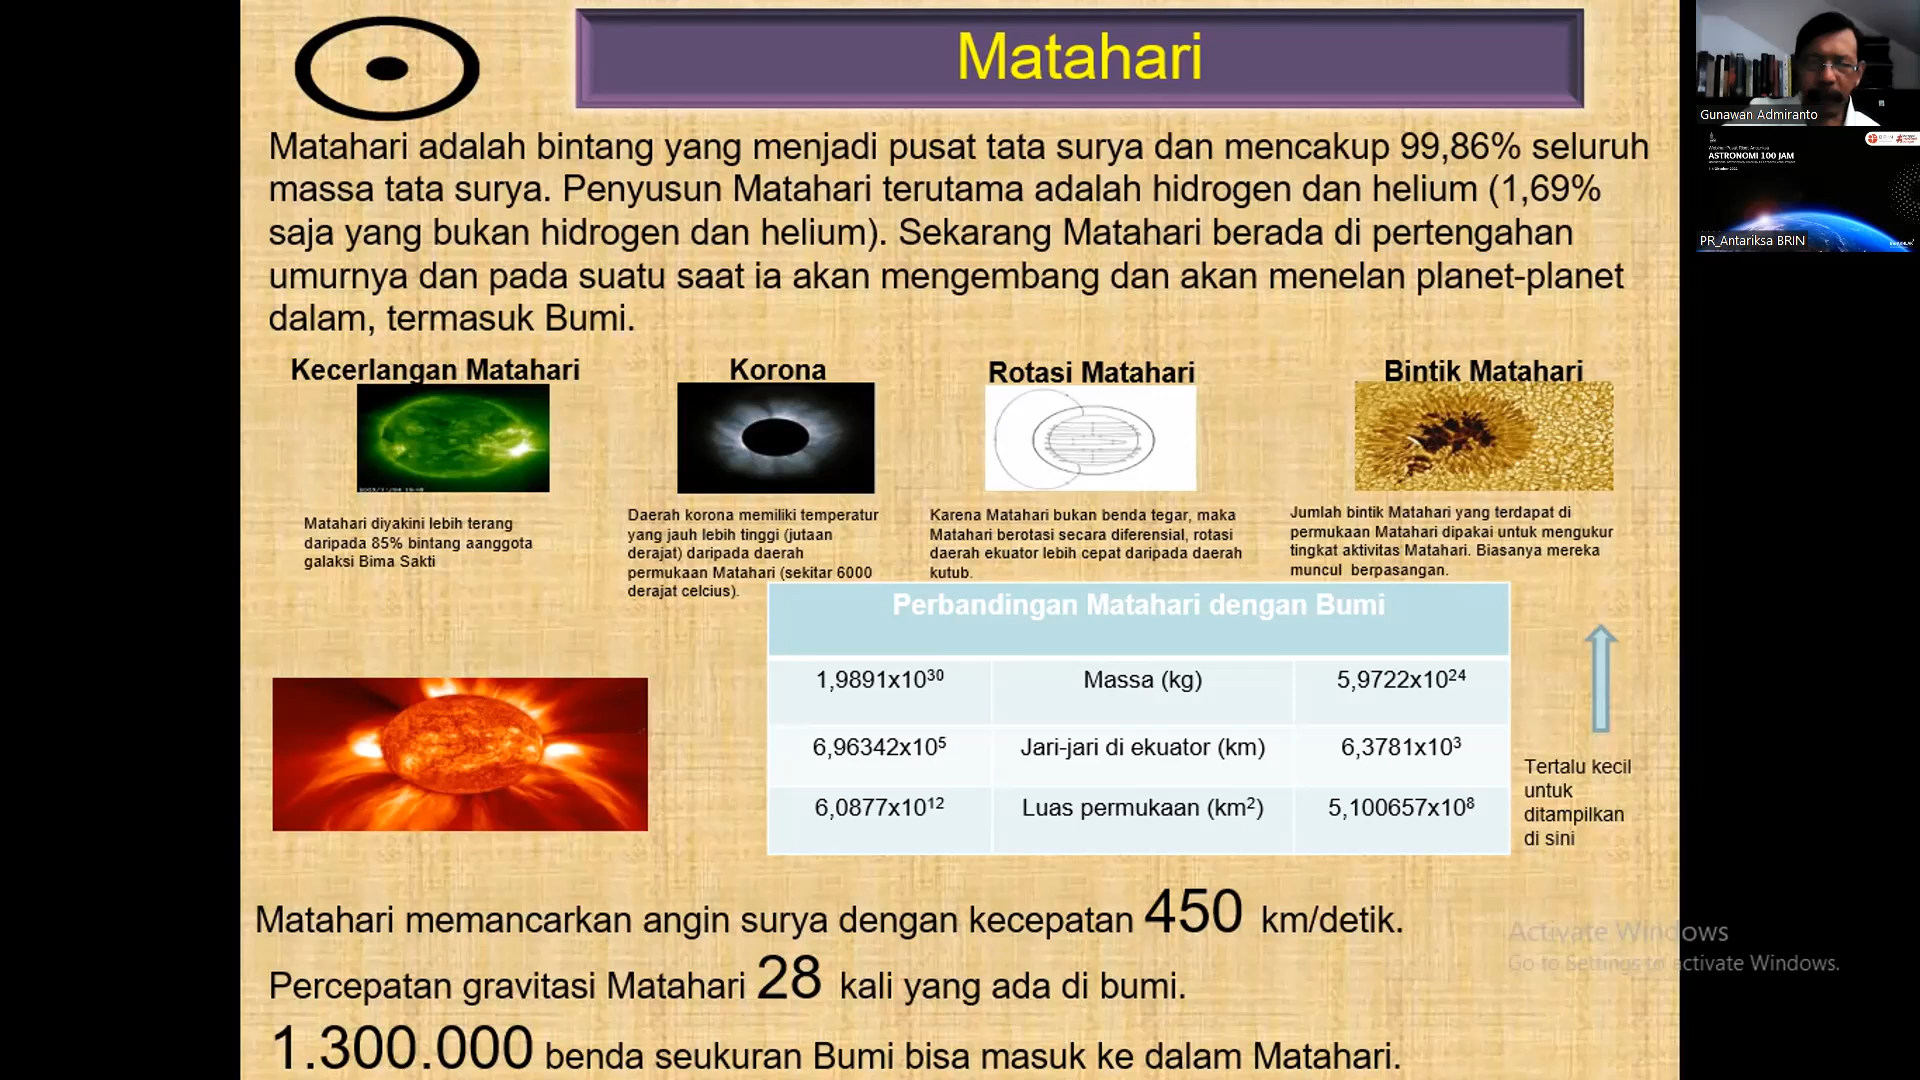 Matahari
Matahari adalah bintang yang menjadi pusat tata surya dan mencakup 99,86% seluruh
massa tata surya. Penyusun Matahari terutama adalah hidrogen dan helium (1,69%
saja yang bukan hidrogen dan helium). Sekarang Matahari berada di pertengahan
umurnya dan pada suatu saat ia akan mengembang dan akan menelan planet-planet
dalam, termasuk Bumi.
Kecerlangan Matahari
Matahari diyakini lebih terang
daripada 85% bintang aanggota
galaksi Bima Sakti
Korona
Daerah korona memiliki temperatur
yang jauh lebih tinggi (jutaan
derajat) daripada daerah
permukaan Matahari (sekitar 6000
derajat celcius).
Rotasi Matahari
Karena Matahari bukan benda tegar, maka
Matahari berotasi secara diferensial, rotasi
daerah ekuator lebih cepat daripada daerah
kutub.
Bintik Matahari
Jumlah bintik Matahari yang terdapat di
permukaan Matahari dipakai untuk mengukur
tingkat aktivitas Matahari. Biasanya mereka
muncul berpasangan.
Perbandingan Matahari dengan Bumi
1,9891x10³⁰ Massa (kg) 5,9722x10²⁴
6,96342x10⁵ Jari-jari di ekuator (km) 6,3781x10³
6,0877x10¹² Luas permukaan (km²) 5,100657x10⁸
Tertalu kecil
untuk
ditampilkan
di sini
Matahari memancarkan angin surya dengan kecepatan 450 km/detik.
Percepatan gravitasi Matahari 28 kali yang ada di bumi.
1.300.000 benda seukuran Bumi bisa masuk ke dalam Matahari.
Activate Windows
Go to Settings to activate Windows.
Gunawan Admiranto
ASTRONOMI 100 JAM
PR_Antariksa BRIN